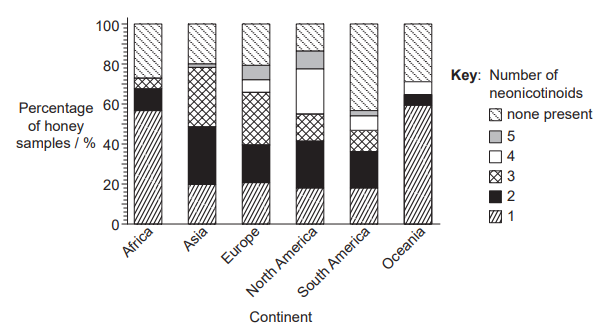 100
80
60
40
20
0
Percentage
of honey
samples / %
Africa
Asia
Europe
North America
South America
Oceania
Continent
Key: Number of
neonicotinoids
none present
5
4
3
2
1